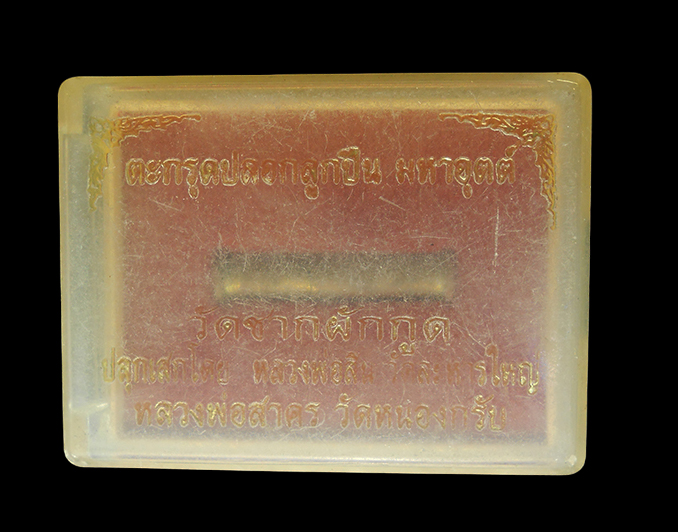 ตะกรุดปลอกลูกปืน มหาอุตต์
วัดชากผักกูด
ปลุกเสกโดย หลวงพ่อสิน วัดละหารใหญ่
หลวงพ่อสาคร วัดหนองกรับ